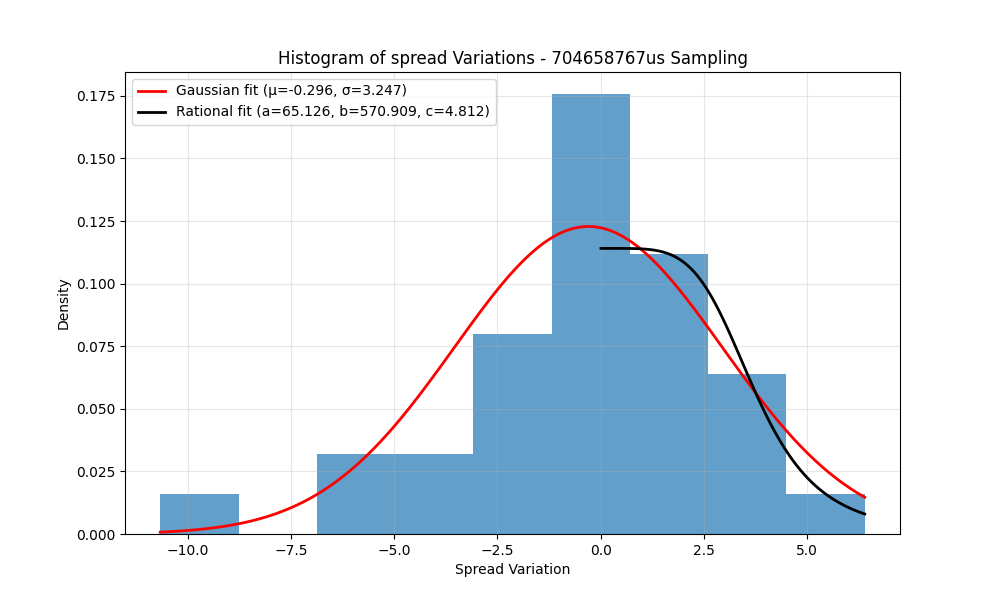 Histogram of spread Variations - 704658767us Sampling
Gaussian fit (μ=-0.296, σ=3.247)
Rational fit (a=65.126, b=570.909, c=4.812)
0.175
0.150
0.125
0.100
0.075
0.050
0.025
0.000
Density
−10.0 −7.5 −5.0 −2.5 0.0 2.5 5.0
Spread Variation